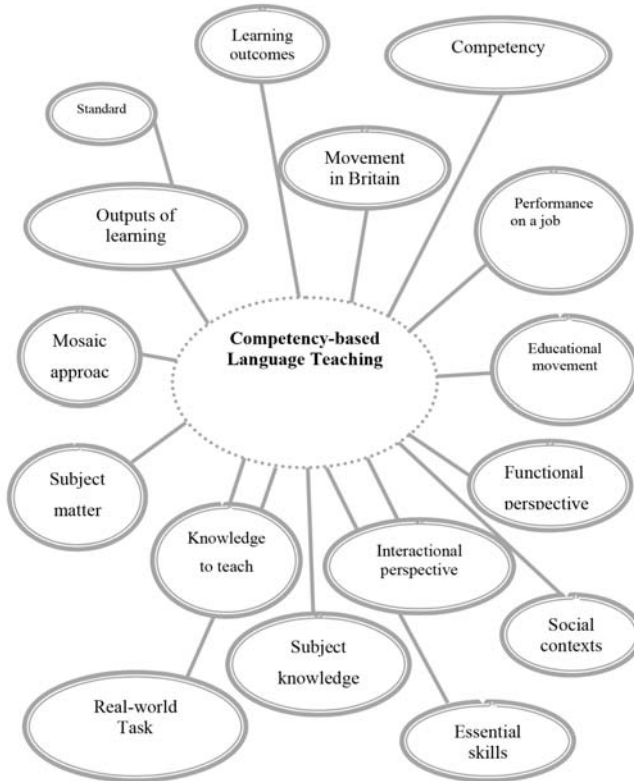 Learning
outcomes
Competency
Standard
Movement
in Britain
Outputs of
learning
Performance
on a job
Competency-based
Language Teaching
Mosaic
approac
Educational
movement
Subject
matter
Functional
perspective
Knowledge
to teach
Interactional
perspective
Social
contexts
Subject
knowledge
Real-world
Task
Essential
skills